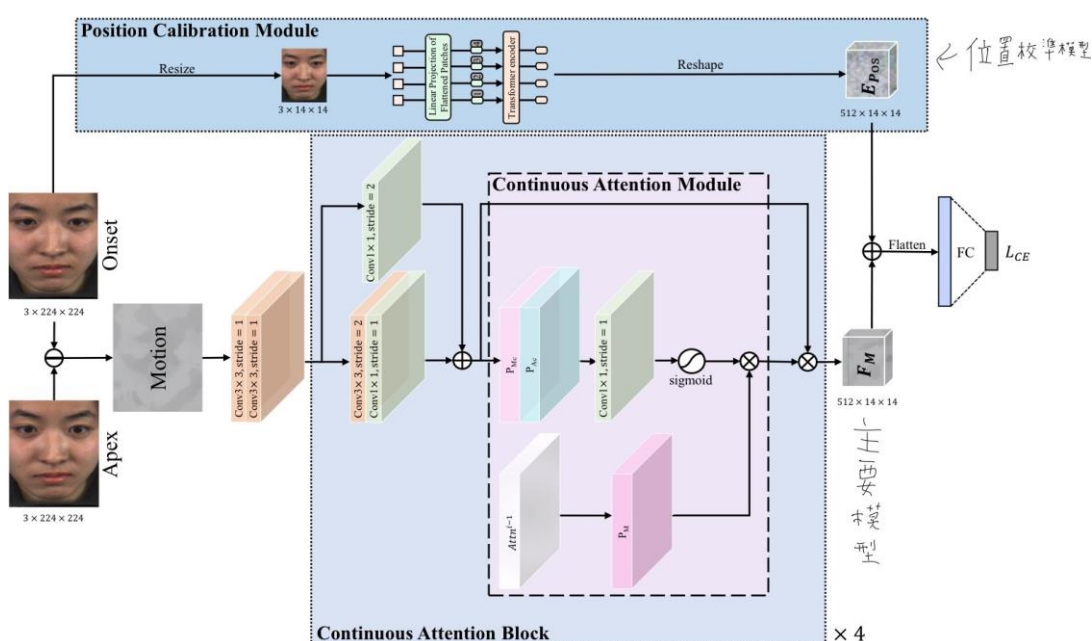 Position Calibration Module
Resize
3 × 14 × 14
Linear Projection of
Flattened Patches
Transformer encoder
Reshape
E_Pos
512 × 14 × 14
←位置校準模型
Onset
3 × 224 × 224
Motion
Apex
3 × 224 × 224
Conv3 × 3, stride = 1
Conv3 × 3, stride = 1
Conv1 × 1, stride = 2
Conv3 × 3, stride = 2
Conv1 × 1, stride = 1
Continuous Attention Module
P_Mc
P_Ac
Conv1 × 1, stride = 1
sigmoid
Attn^{i−1}
P_M
Continuous Attention Block
× 4
F_M
512 × 14 × 14
主要模型
Flatten
FC
L_CE